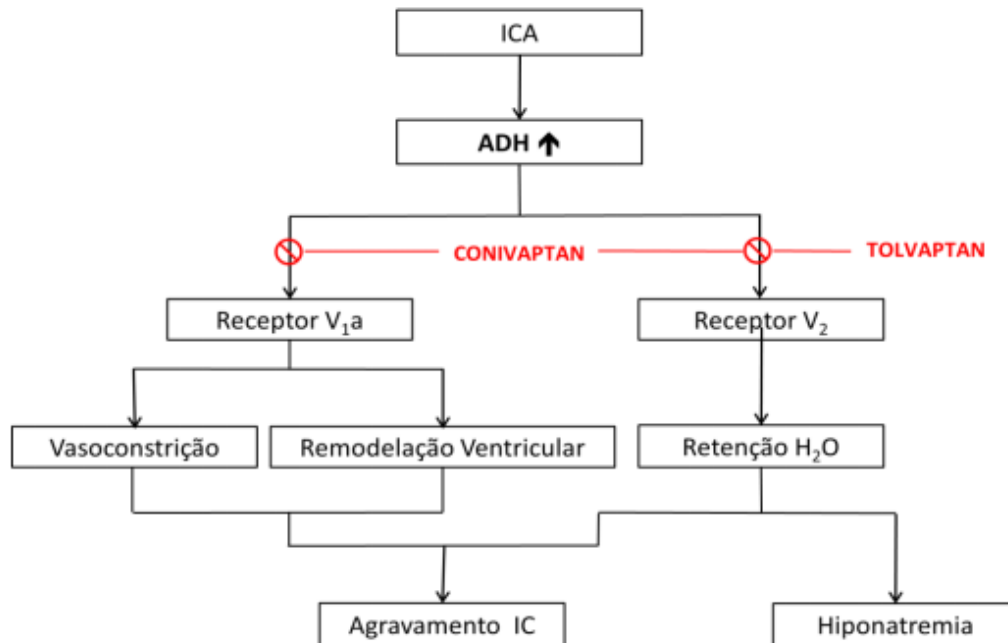 ICA
ADH ↑
CONIVAPTAN
TOLVAPTAN
Receptor V₁a
Receptor V₂
Vasoconstrição
Remodelação Ventricular
Retenção H₂O
Agravamento IC
Hiponatremia